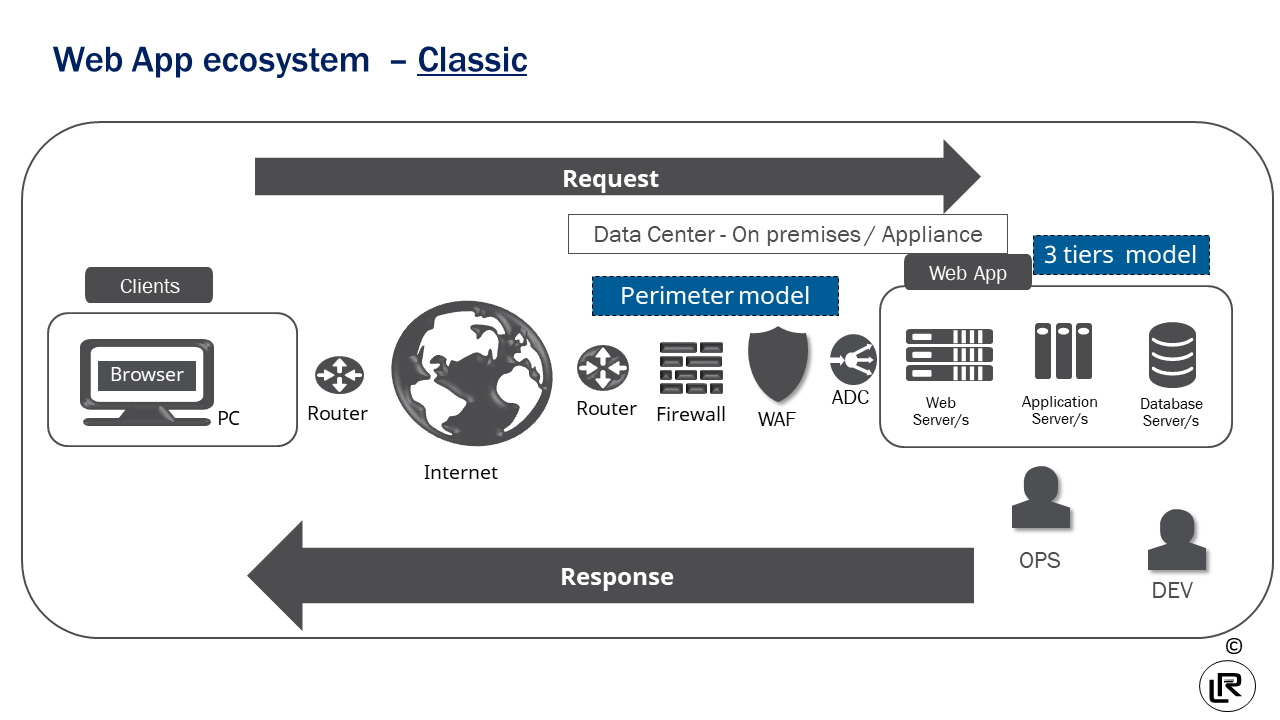 Web App ecosystem – Classic
Request
Data Center - On premises / Appliance
3 tiers model
Web App
Clients
Perimeter model
Browser
PC
Router
Internet
Router
Firewall
WAF
ADC
Web
Server/s
Application
Server/s
Database
Server/s
OPS
DEV
Response
©
LR